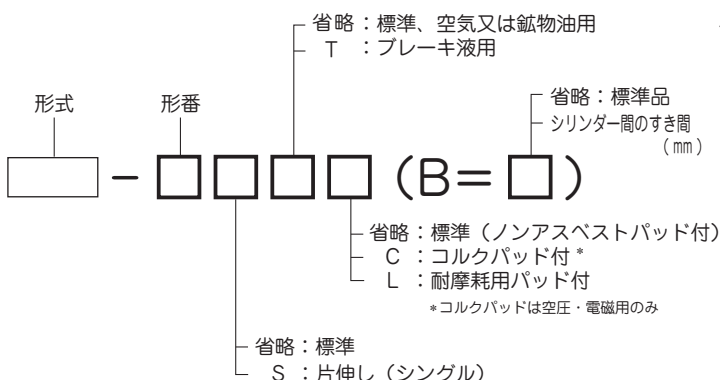 省略：標準、空気又は鉱物油用
T ：ブレーキ液用
形式
形番
省略：標準品
シリンダー間のすき間
(mm)
－ (B＝ )
省略：標準（ノンアスベストパッド付）
C ：コルクパッド付*
L ：耐摩耗用パッド付
*コルクパッドは空圧・電磁用のみ
省略：標準
S ：片伸し（シングル）